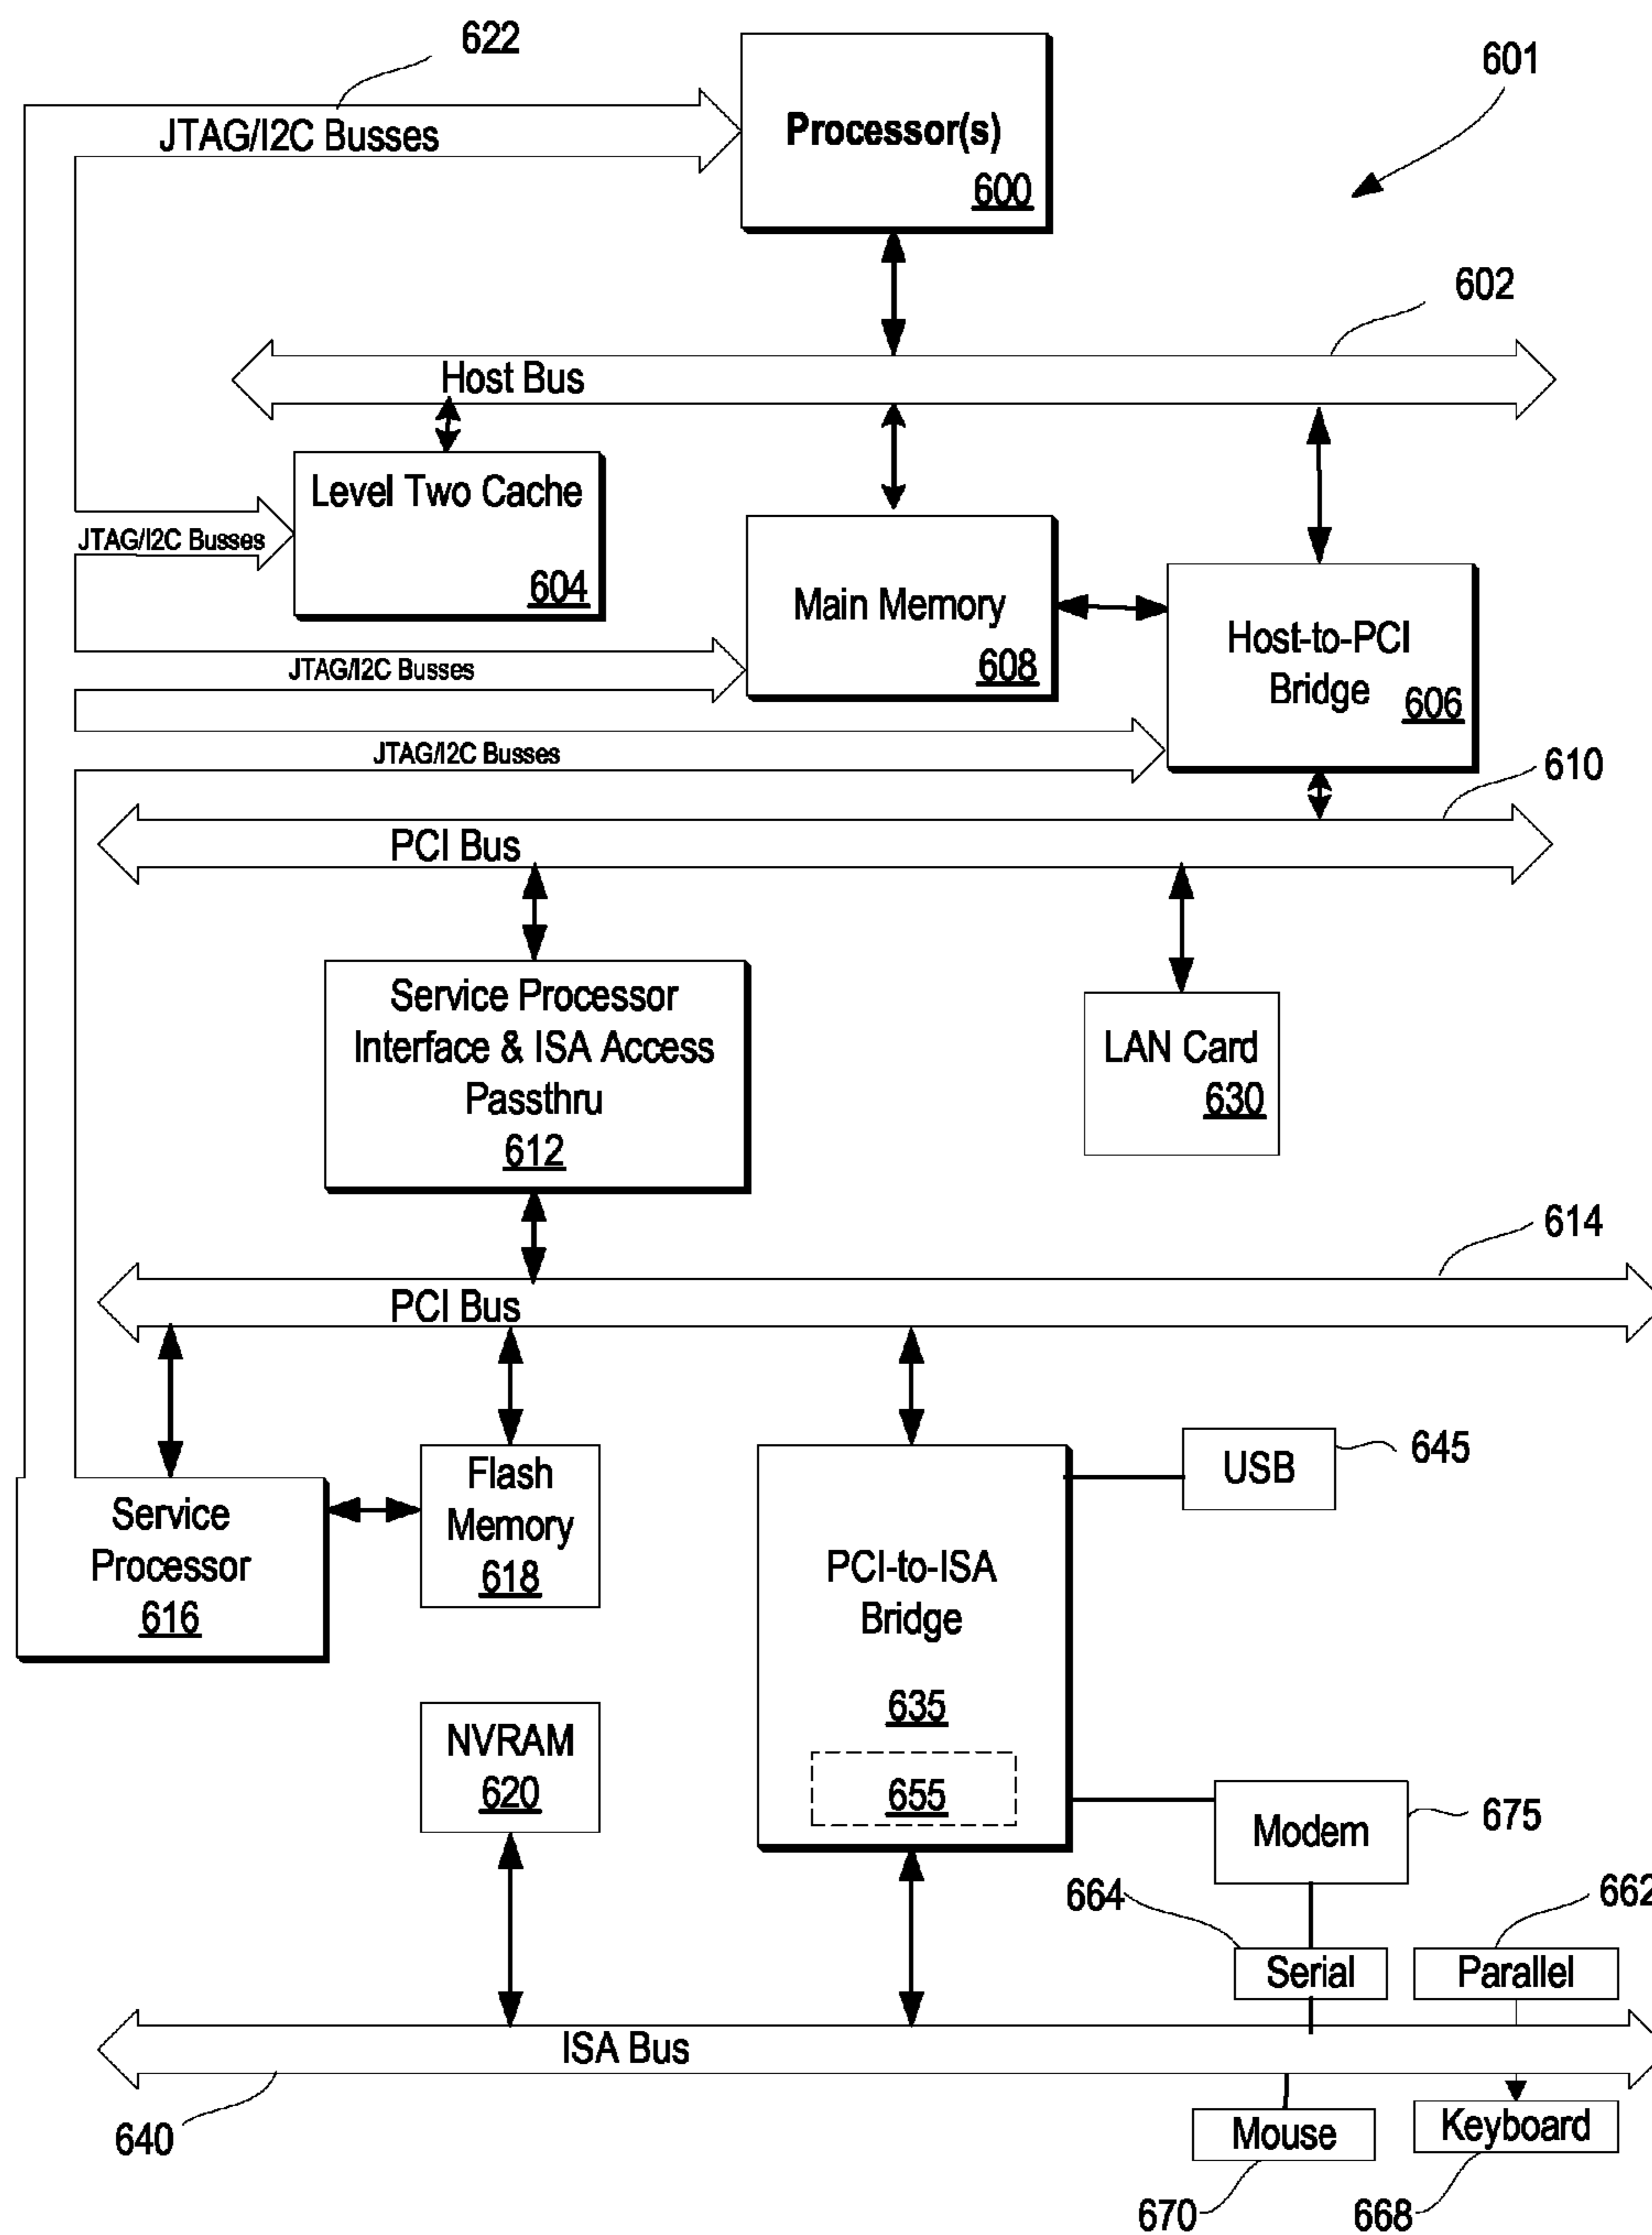 622
601
JTAG/I2C Busses
Processor(s)
600
602
Host Bus
Level Two Cache
604
JTAG/I2C Busses
Main Memory
608
Host-to-PCI
Bridge
606
JTAG/I2C Busses
JTAG/I2C Busses
610
PCI Bus
Service Processor
Interface & ISA Access
Passthru
612
LAN Card
630
614
PCI Bus
Service
Processor
616
Flash
Memory
618
PCI-to-ISA
Bridge
635
655
USB
645
NVRAM
620
Modem
675
664
662
Serial
Parallel
ISA Bus
640
Mouse
Keyboard
670
668